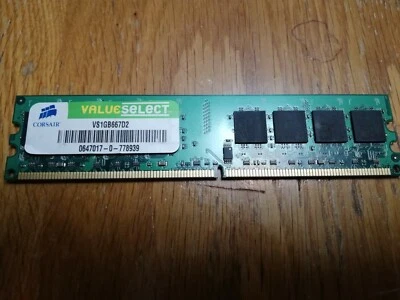 VALUESELECT
CORSAIR
VS1GB667D2
0647017-0-778939